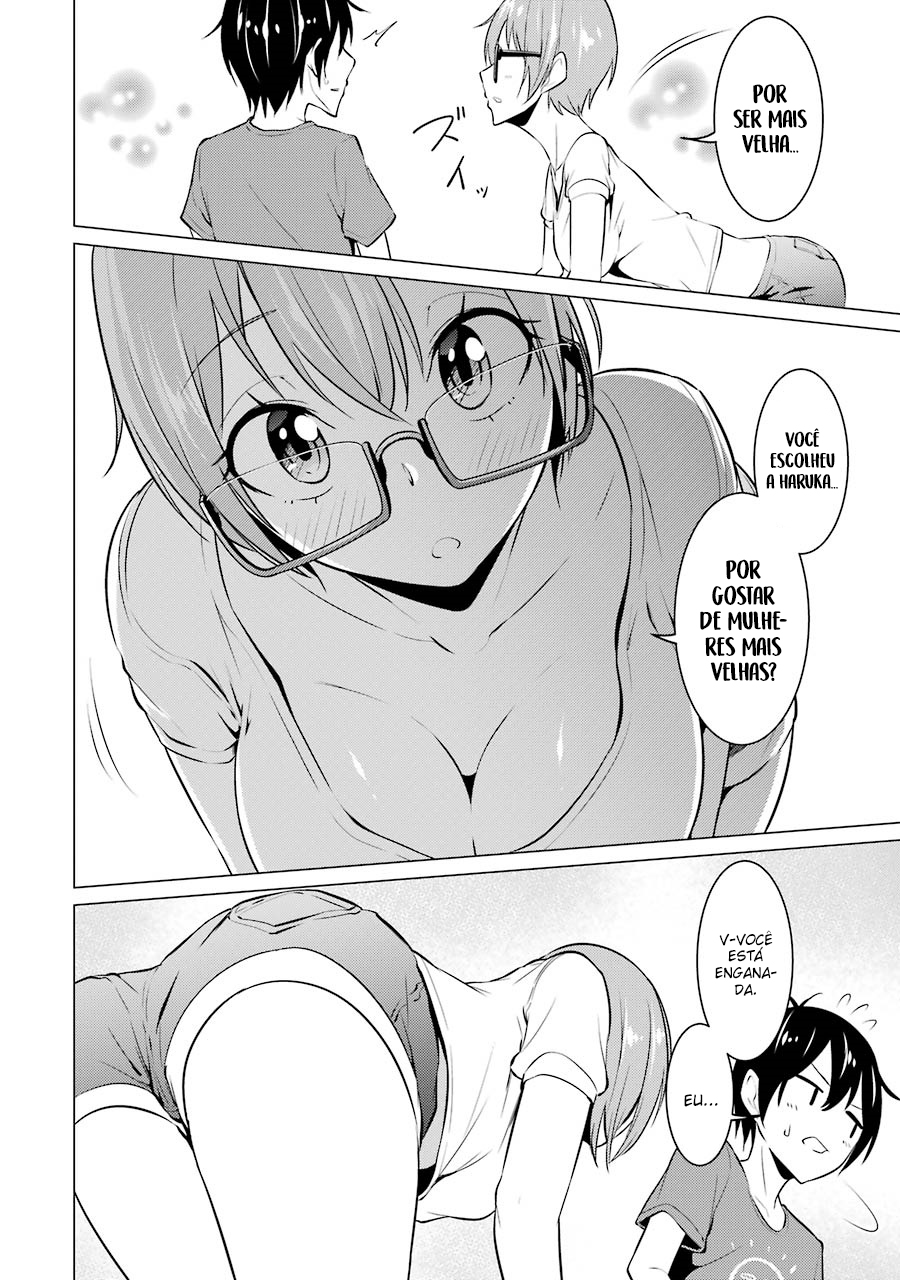 POR
SER MAIS
VELHA...
ズイ
VOCÊ
ESCOLHEU
A HARUKA...
POR
GOSTAR
DE MULHE-
RES MAIS
VELHAS?
V-VOCÊ
ESTÁ
ENGANA-
DA.
EU...